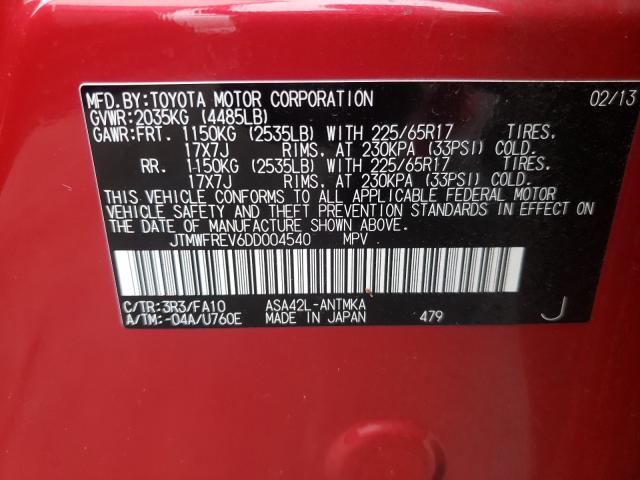 MFD.BY:TOYOTA MOTOR CORPORATION 02/13
GVWR:2035KG (4485LB)
GAWR:FRT. 1150KG (2535LB) WITH 225/65R17 TIRES.
17X7J RIMS. AT 230KPA (33PSI) COLD.
RR. 1150KG (2535LB) WITH 225/65R17 TIRES.
17X7J RIMS. AT 230KPA (33PSI) COLD.
THIS VEHICLE CONFORMS TO ALL APPLICABLE FEDERAL MOTOR
VEHICLE SAFETY AND THEFT PREVENTION STANDARDS IN EFFECT ON
THE DATE OF MANUFACTURE SHOWN ABOVE.
JTMWFREV6DD004540 MPV
C/TR:3R3/FA10 ASA42L-ANTMKA
A/TM:-04A/U760E MADE IN JAPAN 479 J